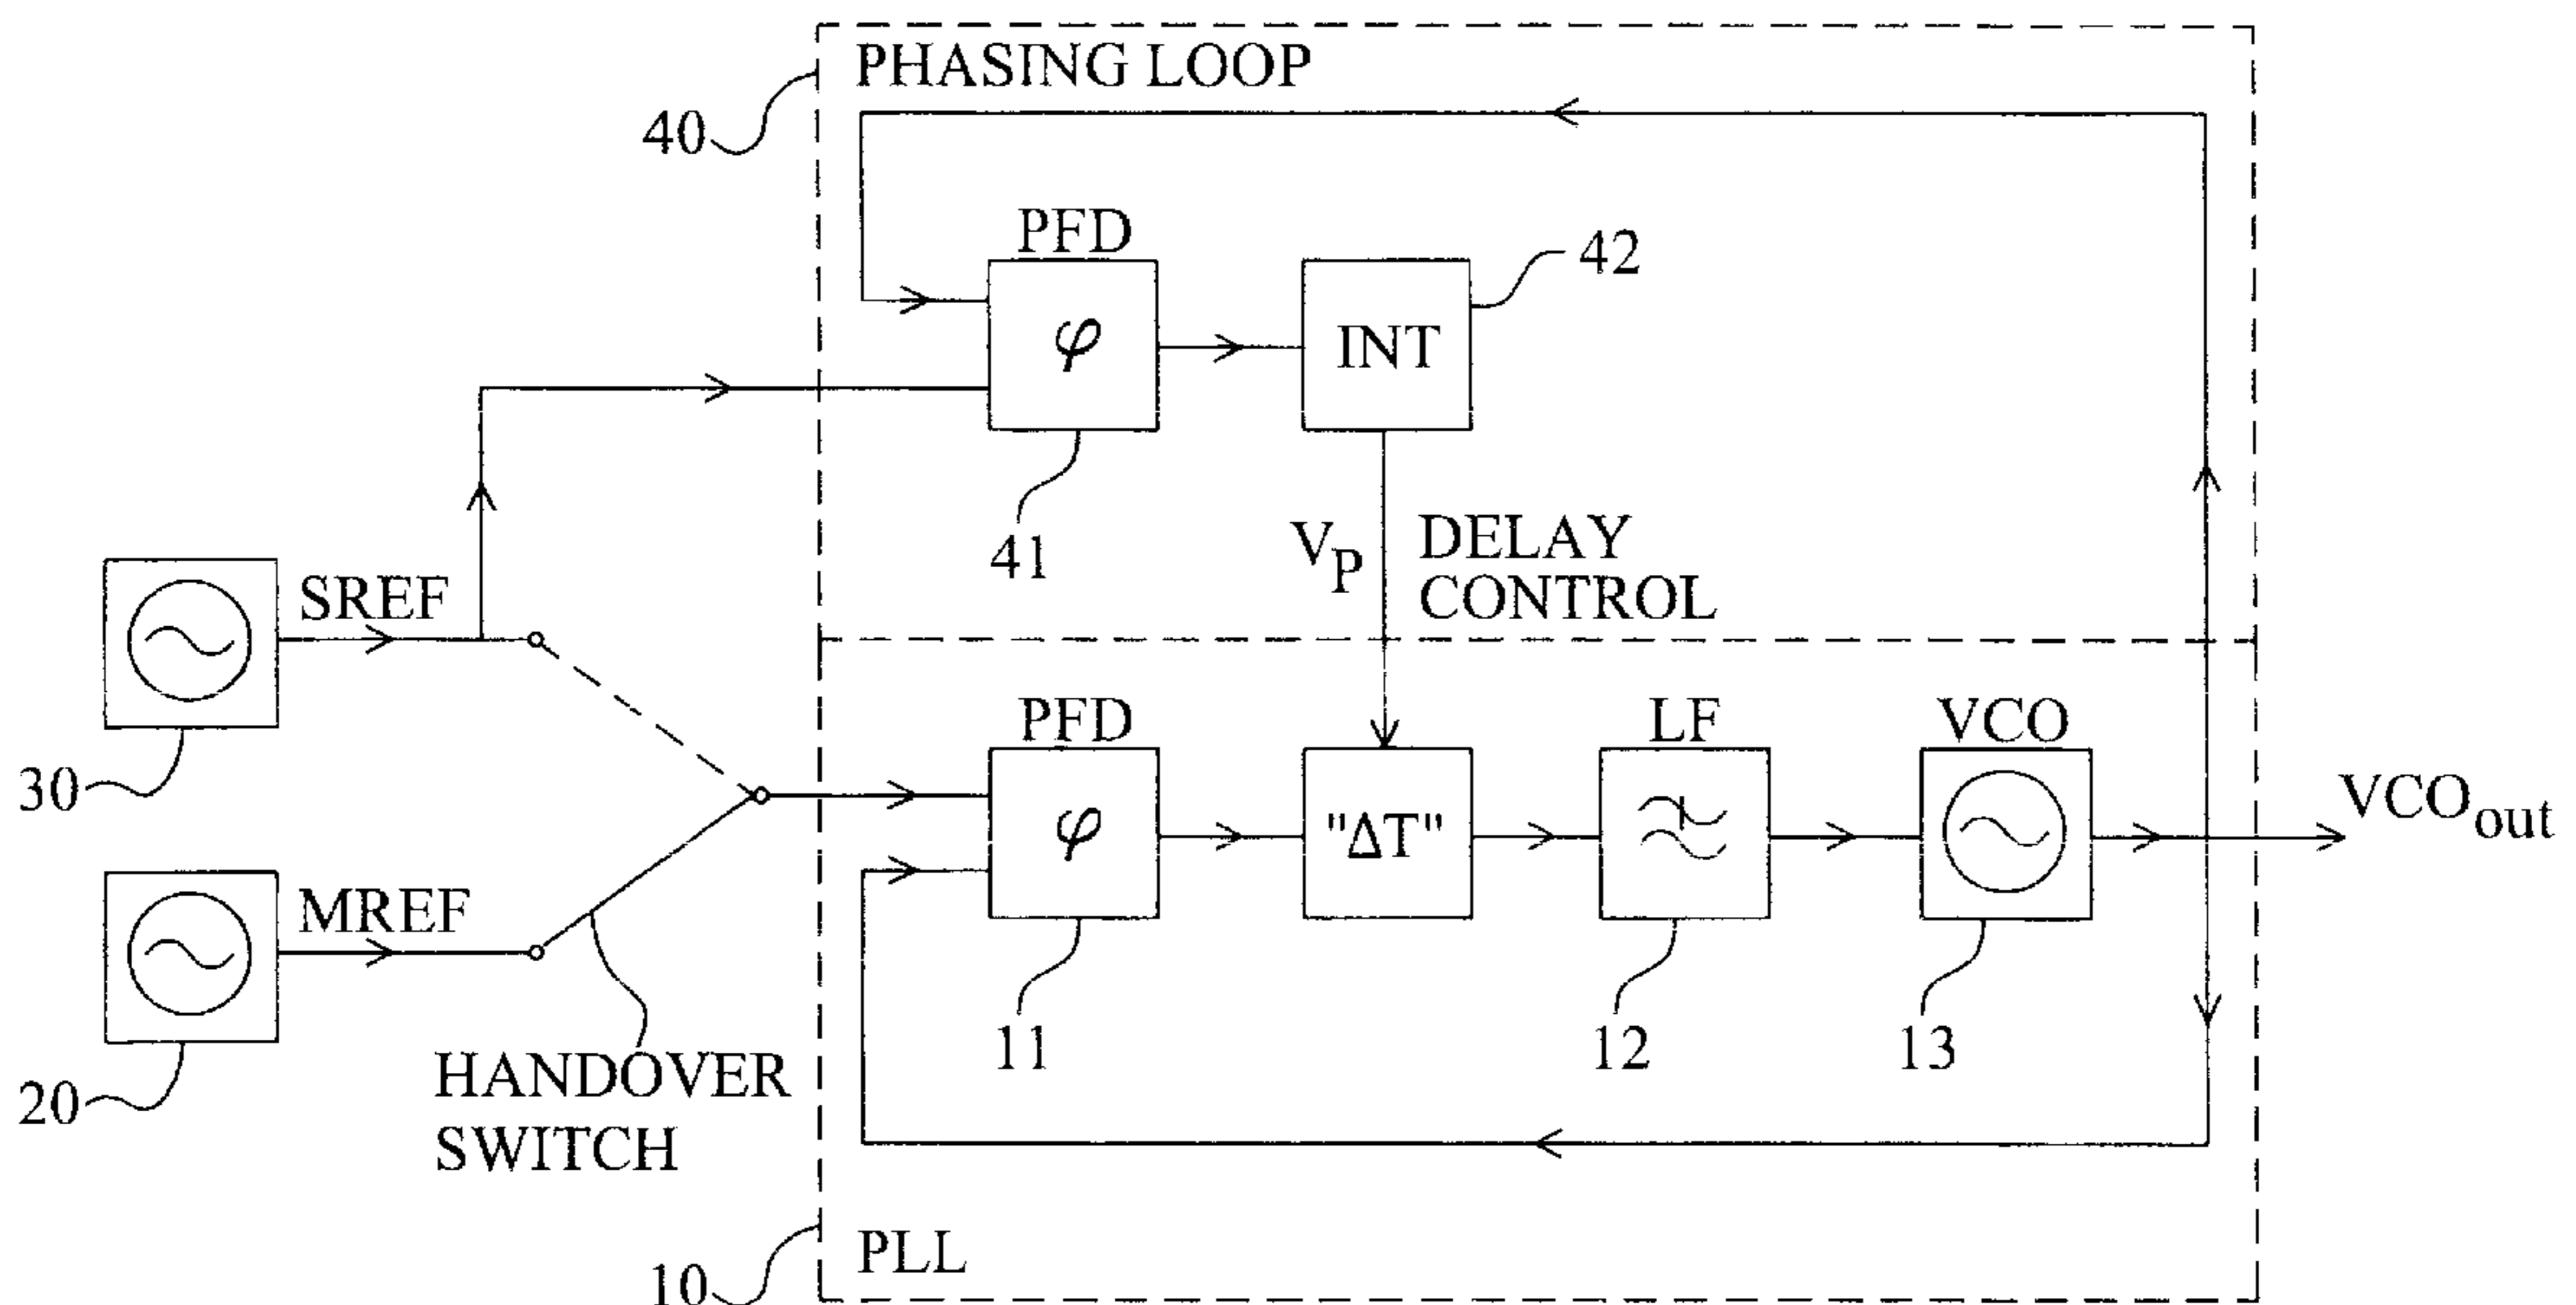 PHASING LOOP
40
PFD
42
φ
INT
41
VP
DELAY
CONTROL
SREF
30
PFD
LF
VCO
φ
"ΔT"
VCOout
MREF
20
11
12
13
HANDOVER
SWITCH
PLL
10